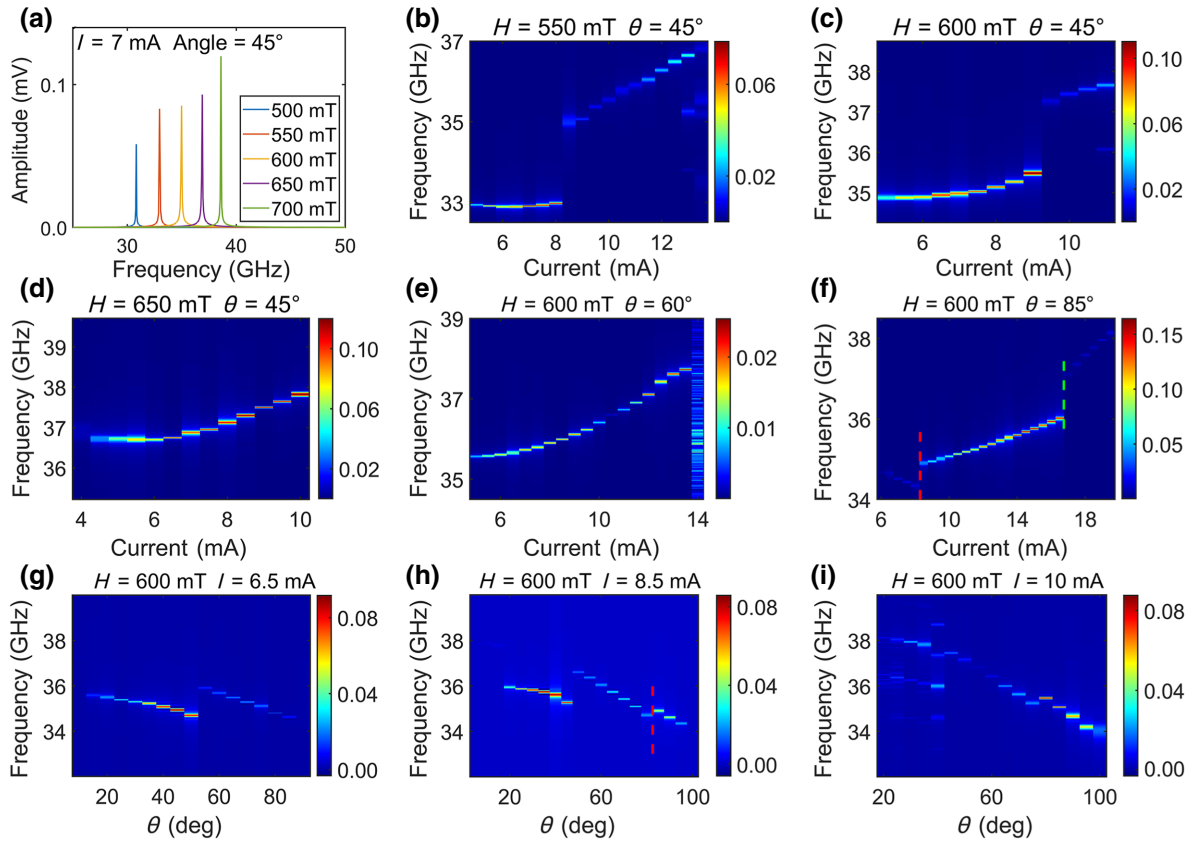 (a)
I = 7 mA Angle = 45°
Amplitude (mV)
0.1
0.0
500 mT
550 mT
600 mT
650 mT
700 mT
30 40 50
Frequency (GHz)
(b)
H = 550 mT θ = 45°
Frequency (GHz)
37
35
33
6 8 10 12
Current (mA)
0.06
0.02
(c)
H = 600 mT θ = 45°
Frequency (GHz)
38
37
36
35
6 8 10
Current (mA)
0.10
0.06
0.02
(d)
H = 650 mT θ = 45°
Frequency (GHz)
39
38
37
36
4 6 8 10
Current (mA)
0.10
0.06
0.02
(e)
H = 600 mT θ = 60°
Frequency (GHz)
39
37
35
6 8 10 12 14
Current (mA)
0.02
0.01
(f)
H = 600 mT θ = 85°
Frequency (GHz)
38
36
34
6 8 10 12 14 16 18
Current (mA)
0.15
0.10
0.05
(g)
H = 600 mT I = 6.5 mA
Frequency (GHz)
38
36
34
20 40 60 80
θ (deg)
0.08
0.04
0.00
(h)
H = 600 mT I = 8.5 mA
Frequency (GHz)
38
36
34
20 60 100
θ (deg)
0.08
0.04
0.00
(i)
H = 600 mT I = 10 mA
Frequency (GHz)
38
36
34
20 40 60 80 100
θ (deg)
0.08
0.04
0.00